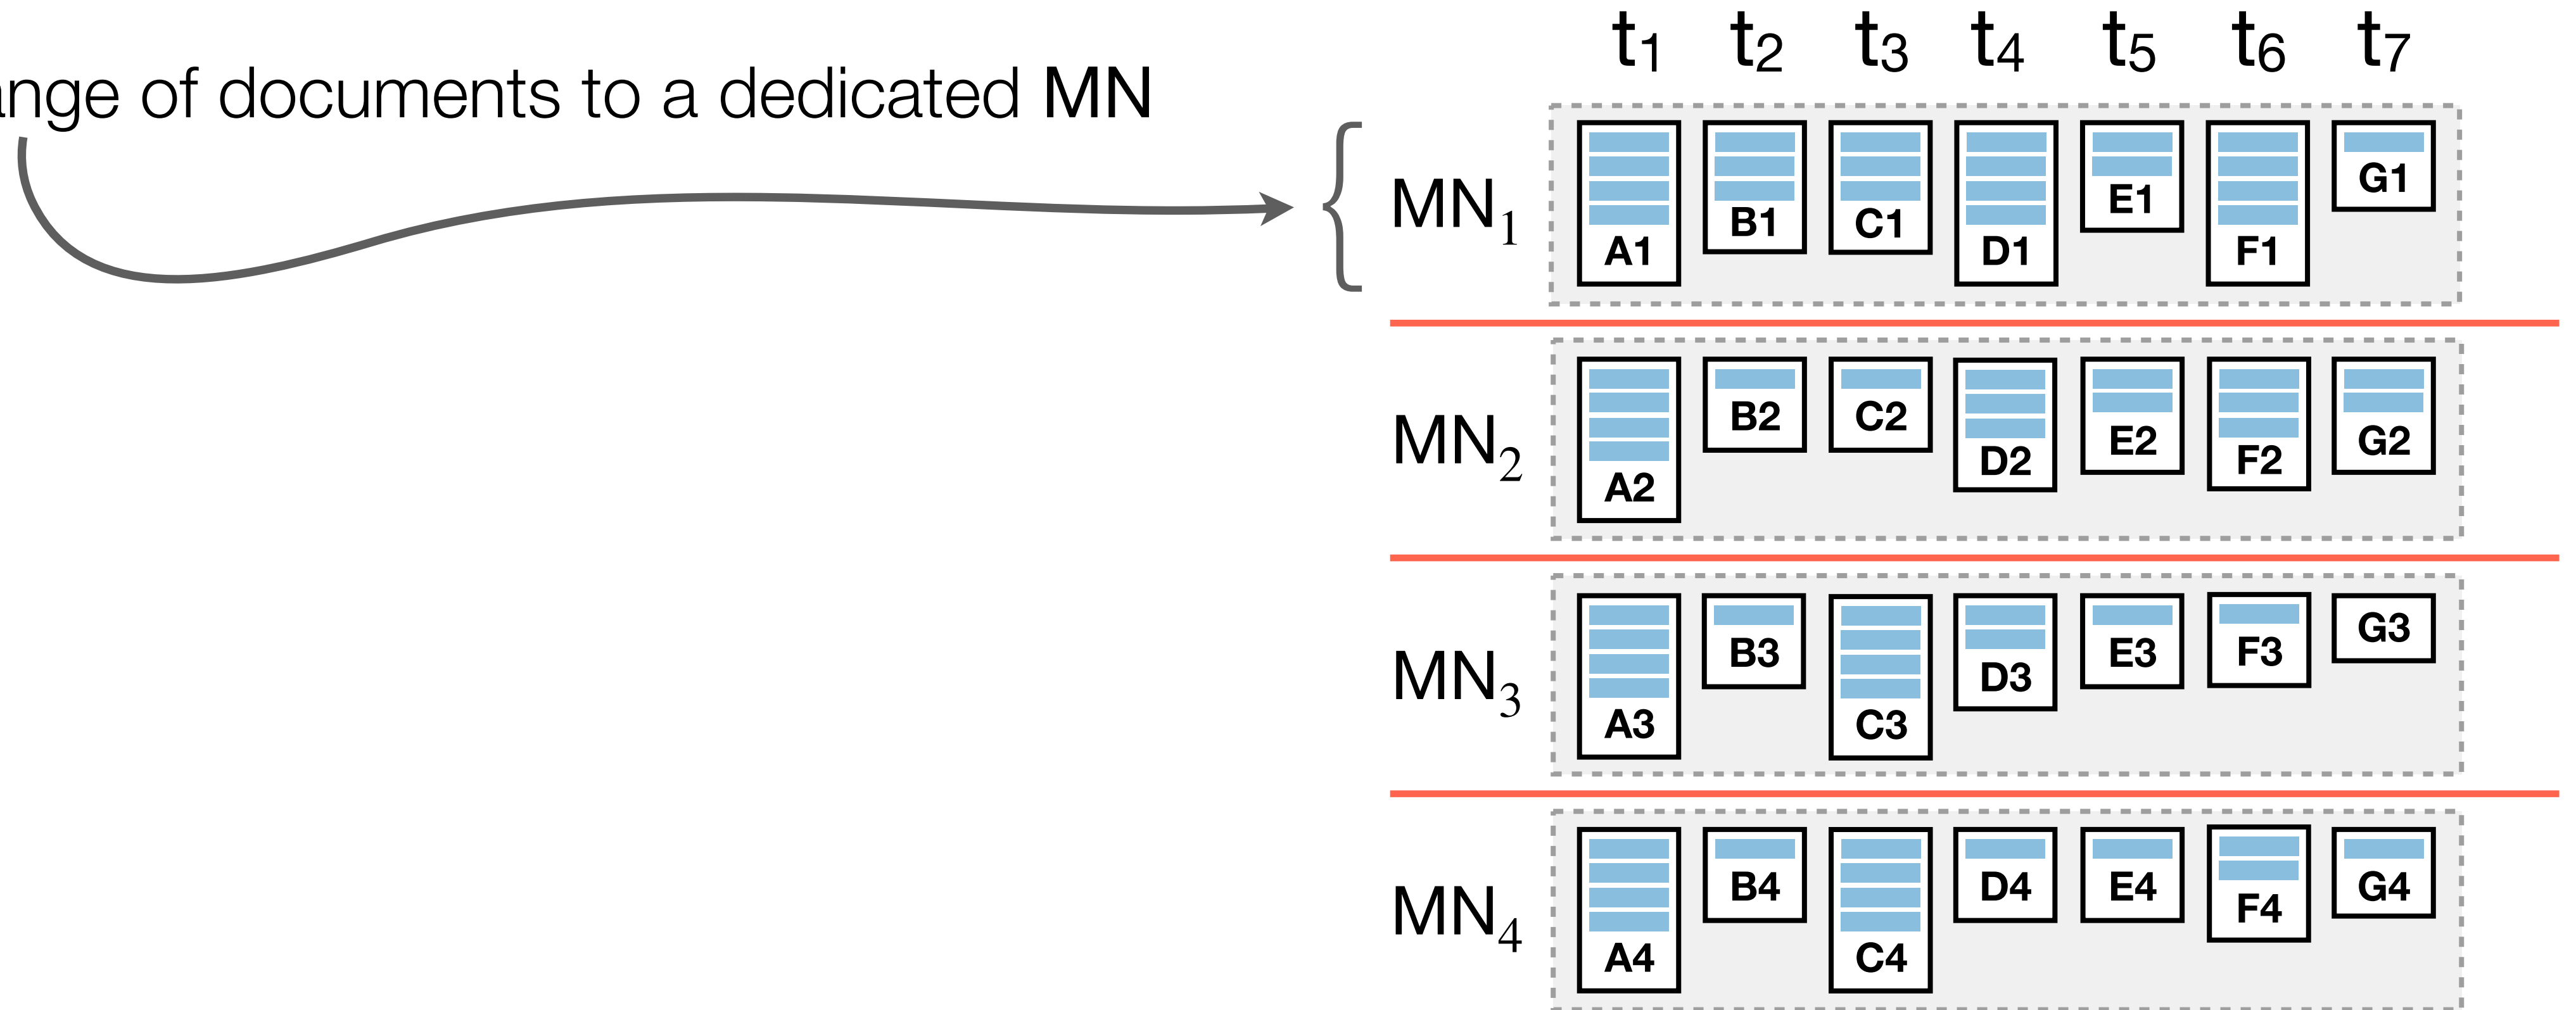 t1 t2 t3 t4 t5 t6 t7
ange of documents to a dedicated MN
MN1 A1 B1 C1 D1 E1 F1 G1
MN2 A2 B2 C2 D2 E2 F2 G2
MN3 A3 B3 C3 D3 E3 F3 G3
MN4 A4 B4 C4 D4 E4 F4 G4